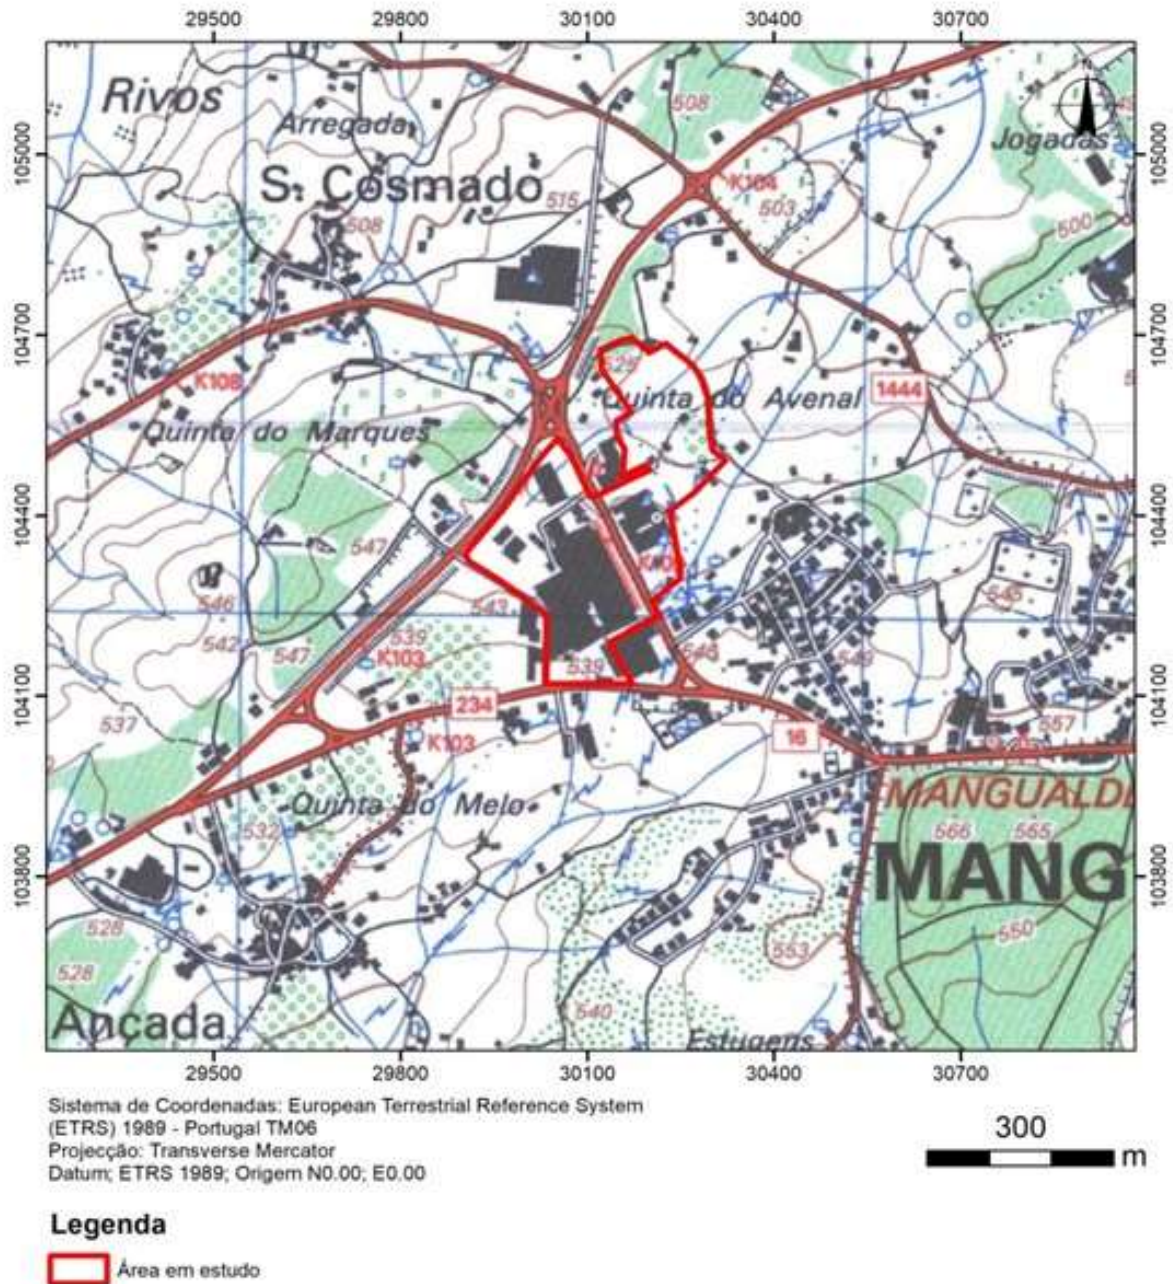 29500 29800 30100 30400 30700
Rivos
508
N
Arregada
Jogadas
105000 105000
S. Cosmado
K104
515
503
508
500
104700 104700
K108
525
Quinta do Avenal
1444
Quinta do Marques
104400 104400
547
546
543
545
542
547
539
K103
539
546
549
104100 104100
234
537
K103
16
557
MANGUALD
Quinta do Melo
532
566 565
MANG
103800 103800
528
550
553
528
540
Ançada
Estugens
29500 29800 30100 30400 30700
Sistema de Coordenadas: European Terrestrial Reference System
(ETRS) 1989 - Portugal TM06
Projecção: Transverse Mercator
Datum; ETRS 1989; Origem N0.00; E0.00
300
m
Legenda
Área em estudo